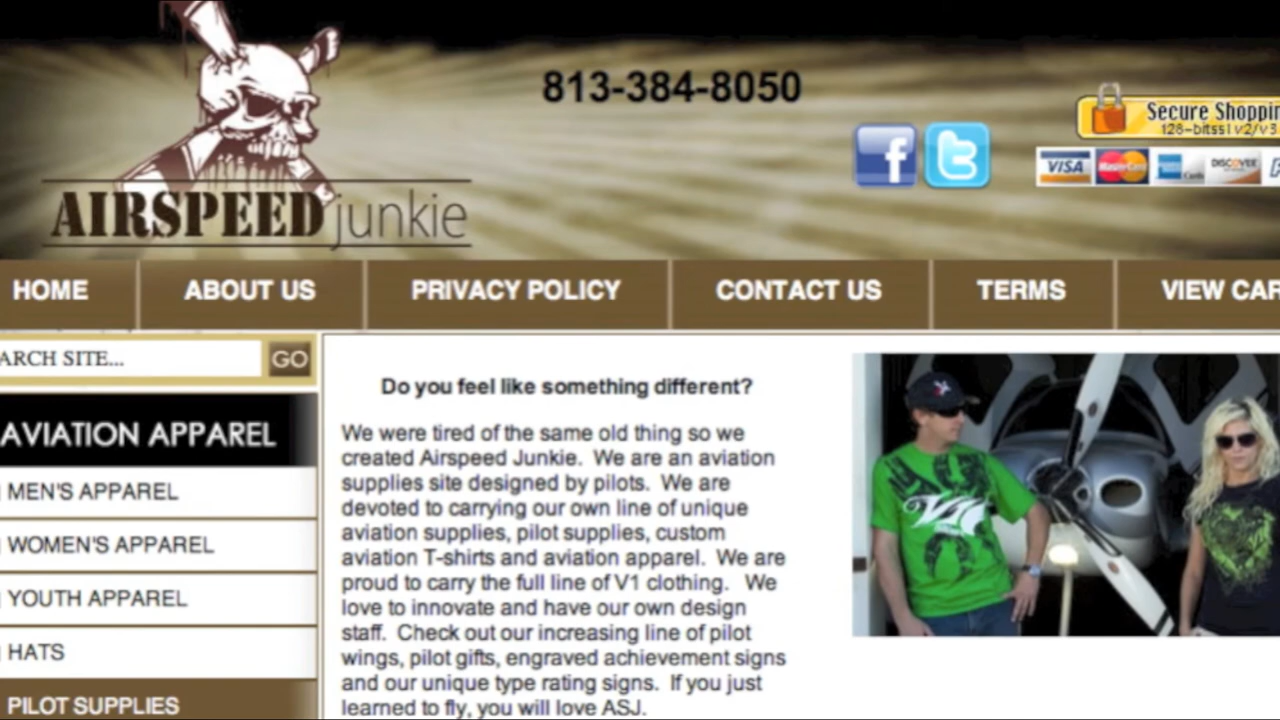 813-384-8050
Secure Shoppin
128-bitssl v2/v3
VISA MasterCard DISCOVER
AIRSPEED junkie
HOME ABOUT US PRIVACY POLICY CONTACT US TERMS VIEW CAR
ARCH SITE... GO
AVIATION APPAREL
MEN'S APPAREL
WOMEN'S APPAREL
YOUTH APPAREL
HATS
PILOT SUPPLIES
Do you feel like something different?
We were tired of the same old thing so we
created Airspeed Junkie. We are an aviation
supplies site designed by pilots. We are
devoted to carrying our own line of unique
aviation supplies, pilot supplies, custom
aviation T-shirts and aviation apparel. We are
proud to carry the full line of V1 clothing. We
love to innovate and have our own design
staff. Check out our increasing line of pilot
wings, pilot gifts, engraved achievement signs
and our unique type rating signs. If you just
learned to fly, you will love ASJ.
V1